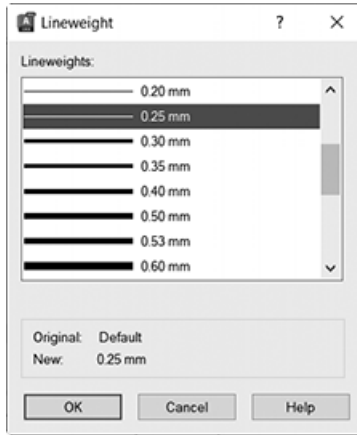 Lineweight ? ×
Lineweights:
0.20 mm
0.25 mm
0.30 mm
0.35 mm
0.40 mm
0.50 mm
0.53 mm
0.60 mm
Original: Default
New: 0.25 mm
OK Cancel Help